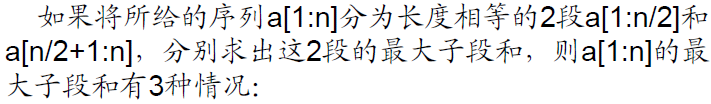 如果将所给的序列a[1:n]分为长度相等的2段a[1:n/2]和
a[n/2+1:n]，分别求出这2段的最大子段和，则a[1:n]的最
大子段和有3种情况：